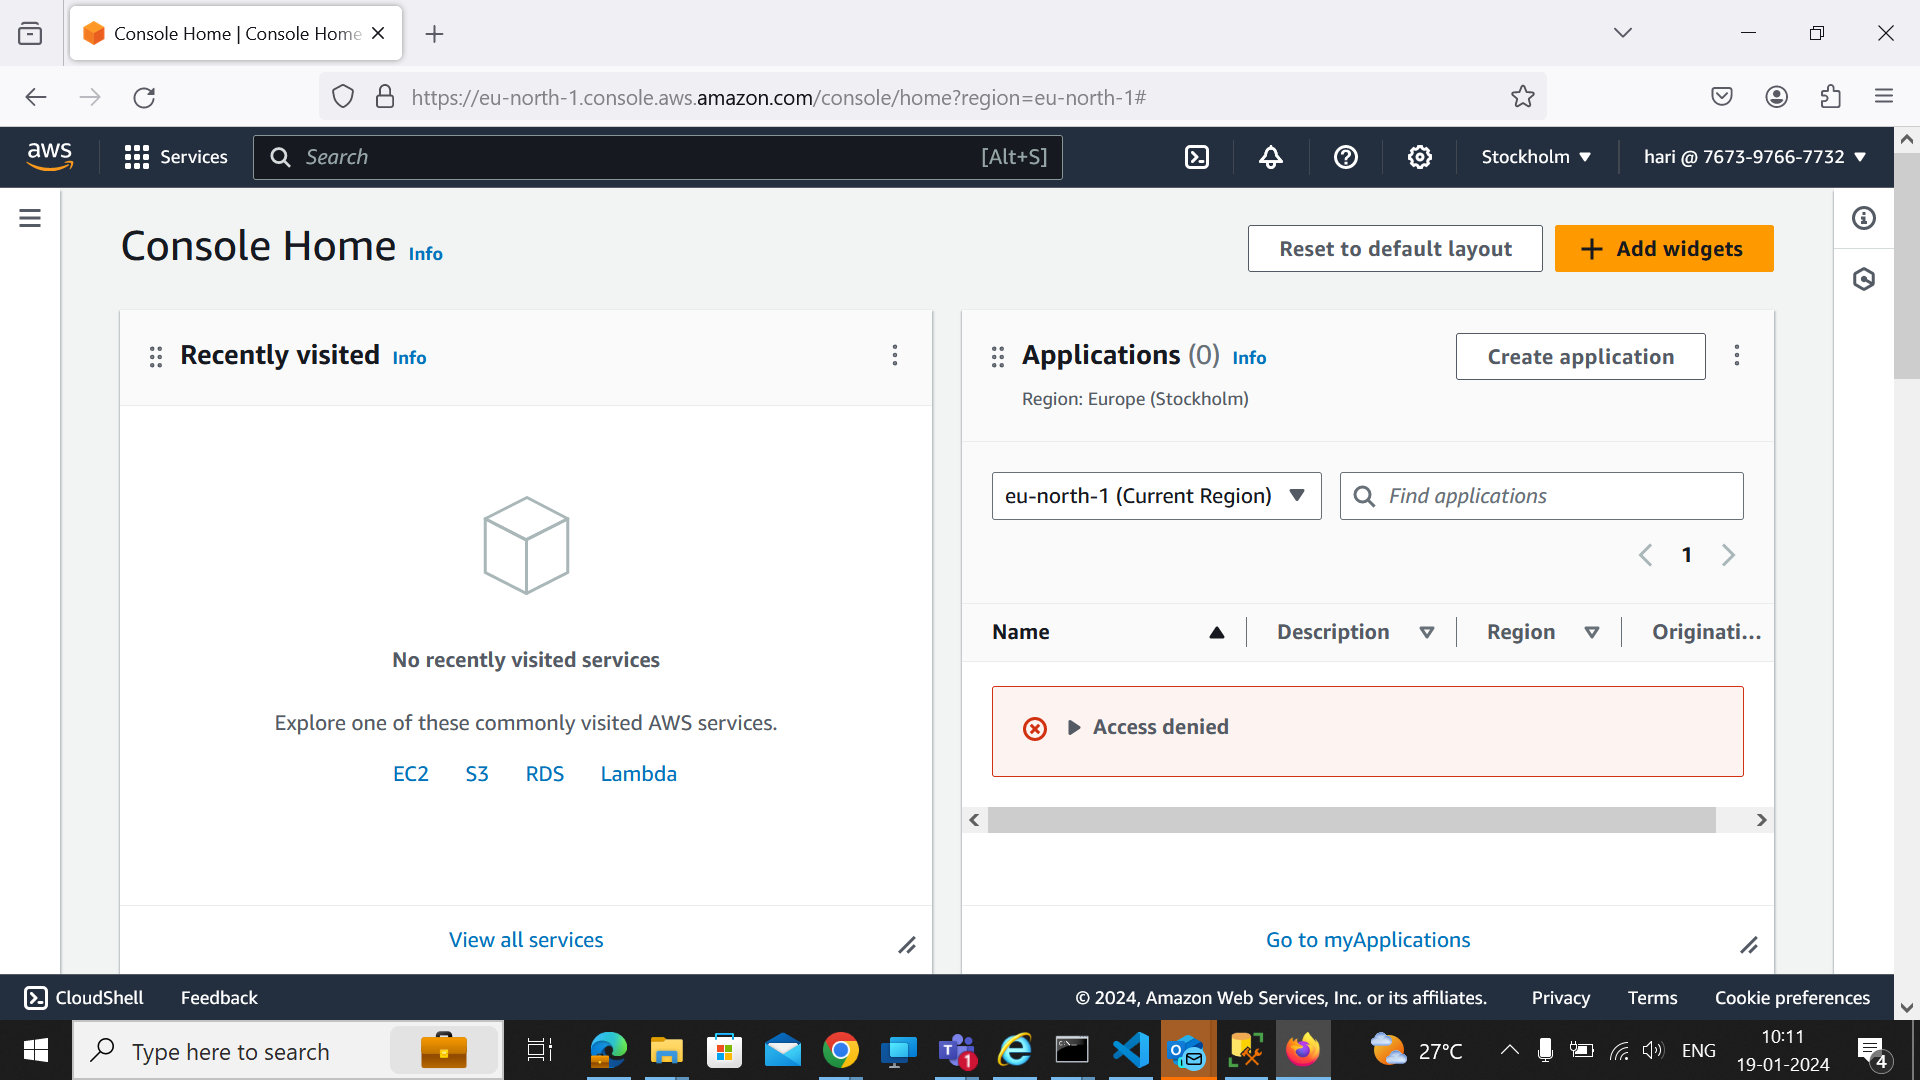 Console Home | Console Home
https://eu-north-1.console.aws.amazon.com/console/home?region=eu-north-1#
aws
Services
Search
[Alt+S]
Stockholm
hari @ 7673-9766-7732
Console Home Info
Reset to default layout
Add widgets
Recently visited Info
Applications (0) Info
Create application
Region: Europe (Stockholm)
eu-north-1 (Current Region)
Find applications
1
Name
Description
Region
Originati...
No recently visited services
Explore one of these commonly visited AWS services.
EC2 S3 RDS Lambda
Access denied
View all services
Go to myApplications
CloudShell
Feedback
© 2024, Amazon Web Services, Inc. or its affiliates.
Privacy
Terms
Cookie preferences
Type here to search
1
27°C
ENG
10:11
19-01-2024
4